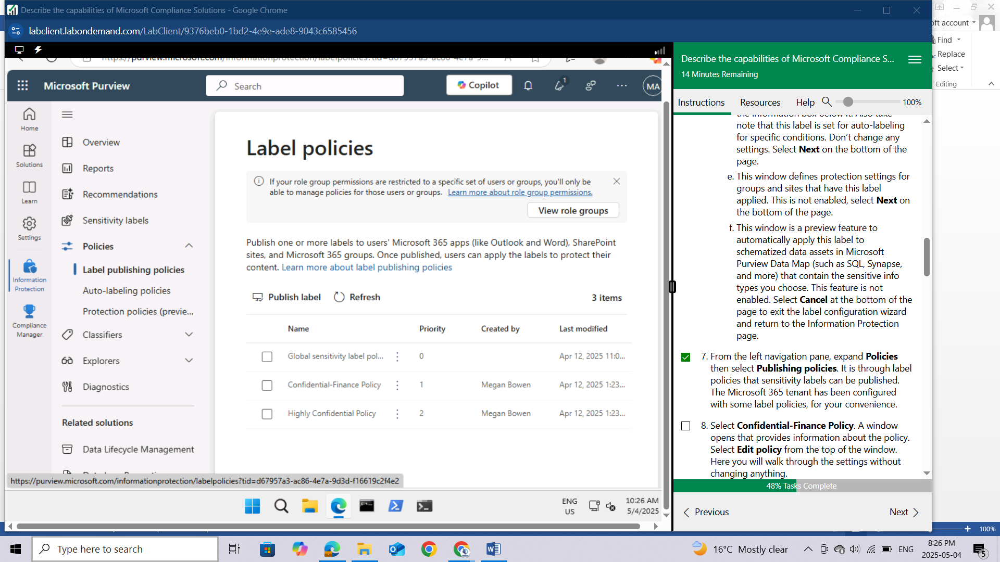 Describe the capabilities of Microsoft Compliance Solutions - Google Chrome
labclient.labondemand.com/LabClient/9376beb0-1bd2-4e9e-ade8-9043c6585456
Microsoft Purview
Search
Copilot
1
MA
Home
Solutions
Learn
Settings
Information
Protection
Compliance
Manager
Overview
Reports
Recommendations
Sensitivity labels
Policies
Label publishing policies
Auto-labeling policies
Protection policies (previe...
Classifiers
Explorers
Diagnostics
Related solutions
Data Lifecycle Management
Label policies
If your role group permissions are restricted to a specific set of users or groups, you'll only be
able to manage policies for those users or groups. Learn more about role group permissions.
View role groups
Publish one or more labels to users' Microsoft 365 apps (like Outlook and Word), SharePoint
sites, and Microsoft 365 groups. Once published, users can apply the labels to protect their
content. Learn more about label publishing policies
Publish label Refresh 3 items
Name Priority Created by Last modified
Global sensitivity label pol... 0 Apr 12, 2025 11:0...
Confidential-Finance Policy 1 Megan Bowen Apr 12, 2025 1:23...
Highly Confidential Policy 2 Megan Bowen Apr 12, 2025 1:23...
https://purview.microsoft.com/informationprotection/labelpolicies?tid=d67957a3-ac86-4e7a-9d3d-f16619c2f4e2
ENG
US
10:26 AM
5/4/2025
Describe the capabilities of Microsoft Compliance S...
14 Minutes Remaining
Instructions Resources Help 100%
the information box below it. Also take
note that this label is set for auto-labeling
for specific conditions. Don't change any
settings. Select Next on the bottom of the
page.
e. This window defines protection settings for
groups and sites that have this label
applied. This is not enabled, select Next on
the bottom of the page.
f. This window is a preview feature to
automatically apply this label to
schematized data assets in Microsoft
Purview Data Map (such as SQL, Synapse,
and more) that contain the sensitive info
types you choose. This feature is not
enabled. Select Cancel at the bottom of the
page to exit the label configuration wizard
and return to the Information Protection
page.
7. From the left navigation pane, expand Policies
then select Publishing policies. It is through label
policies that sensitivity labels can be published.
The Microsoft 365 tenant has been configured
with some label policies, for your convenience.
8. Select Confidential-Finance Policy. A window
opens that provides information about the policy.
Select Edit policy from the top of the window.
Here you will walk through the settings without
changing anything.
48% Tasks Complete
Previous Next
account
Find
Replace
Select
Editing
100%
Type here to search
16°C Mostly clear
ENG
8:26 PM
2025-05-04
5